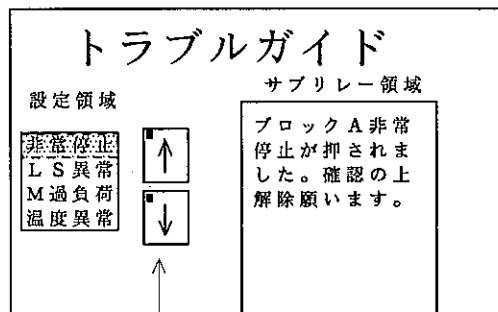 トラブルガイド
設定領域
非常停止
LS異常
M過負荷
温度異常
↑
↓
サブリレー領域
ブロックA非常
停止が押されま
した。確認の上
解除願います。